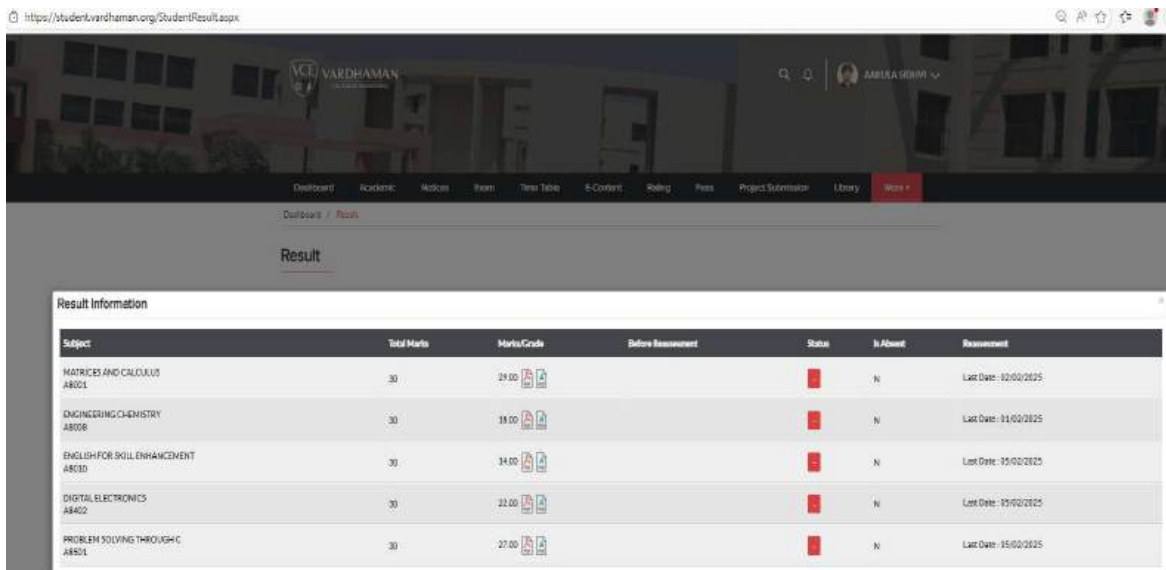 https://student.vardhaman.org/StudentResult.aspx
VCE VARDHAMAN
Dashboard Academic Notices Exam Time Table E-Content Rating Fees Project Submission Library More +
Dashboard / Result
Result
Result Information
Subject Total Marks Marks/Grade Before Reassessment Status Is Absent Reassessment
MATRICES AND CALCULUS
A8001
30 29.00 - N Last Date : 02/02/2025
ENGINEERING CHEMISTRY
A8008
30 18.00 - N Last Date : 01/02/2025
ENGLISH FOR SKILL ENHANCEMENT
A8010
30 14.00 - N Last Date : 05/02/2025
DIGITAL ELECTRONICS
A8402
30 22.00 - N Last Date : 05/02/2025
PROBLEM SOLVING THROUGH C
A8501
30 27.00 - N Last Date : 05/02/2025